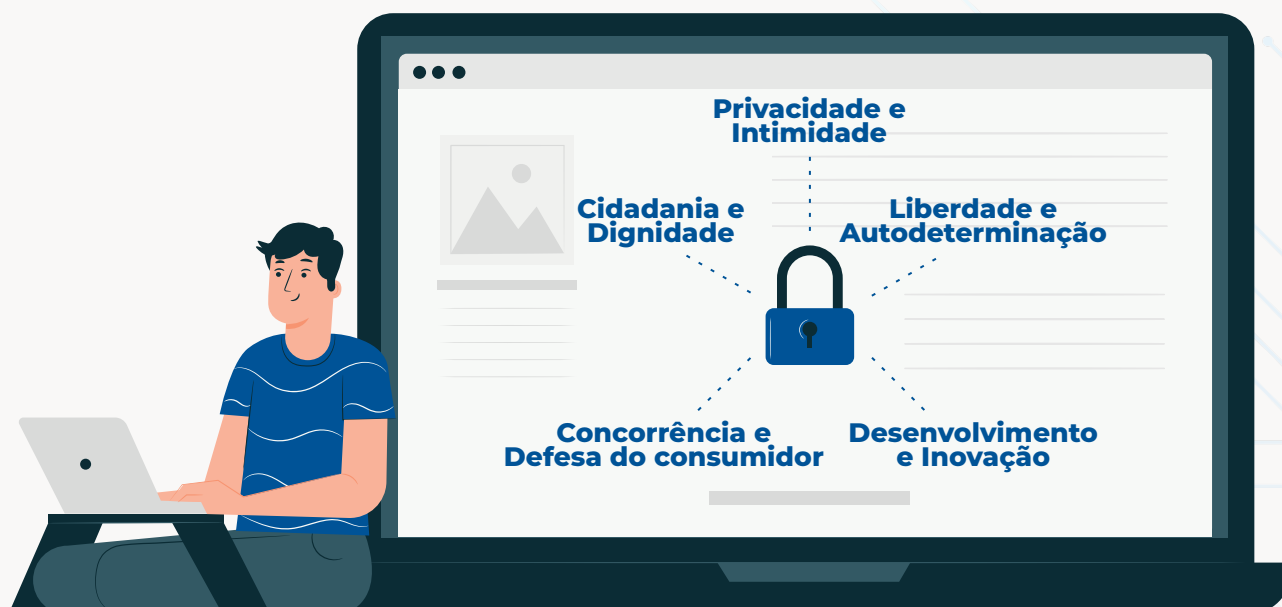 Privacidade e
Intimidade
Cidadania e
Dignidade
Liberdade e
Autodeterminação
Concorrência e
Defesa do consumidor
Desenvolvimento
e Inovação